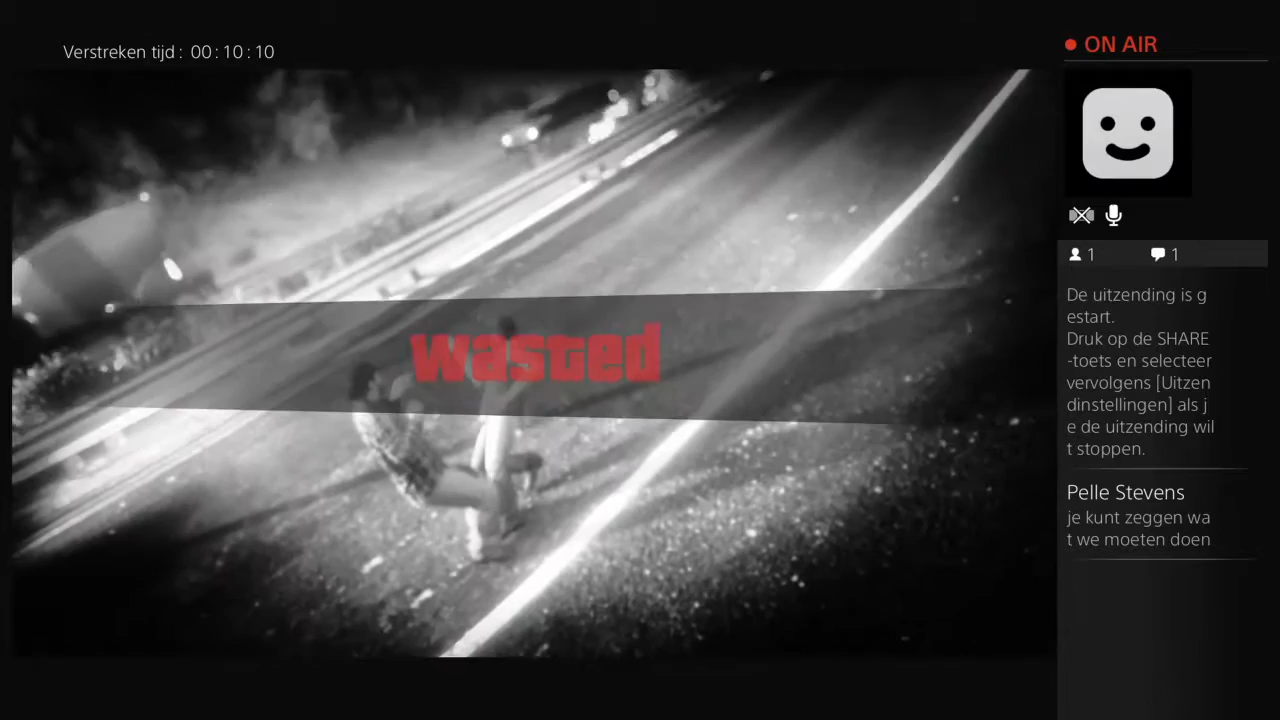 Verstreken tijd: 00:10:10
ON AIR
1 1
De uitzending is g
estart.
Druk op de SHARE
-toets en selecteer
vervolgens [Uitzen
dinstellingen] als j
e de uitzending wil
t stoppen.
Pelle Stevens
je kunt zeggen wa
t we moeten doen
wasted